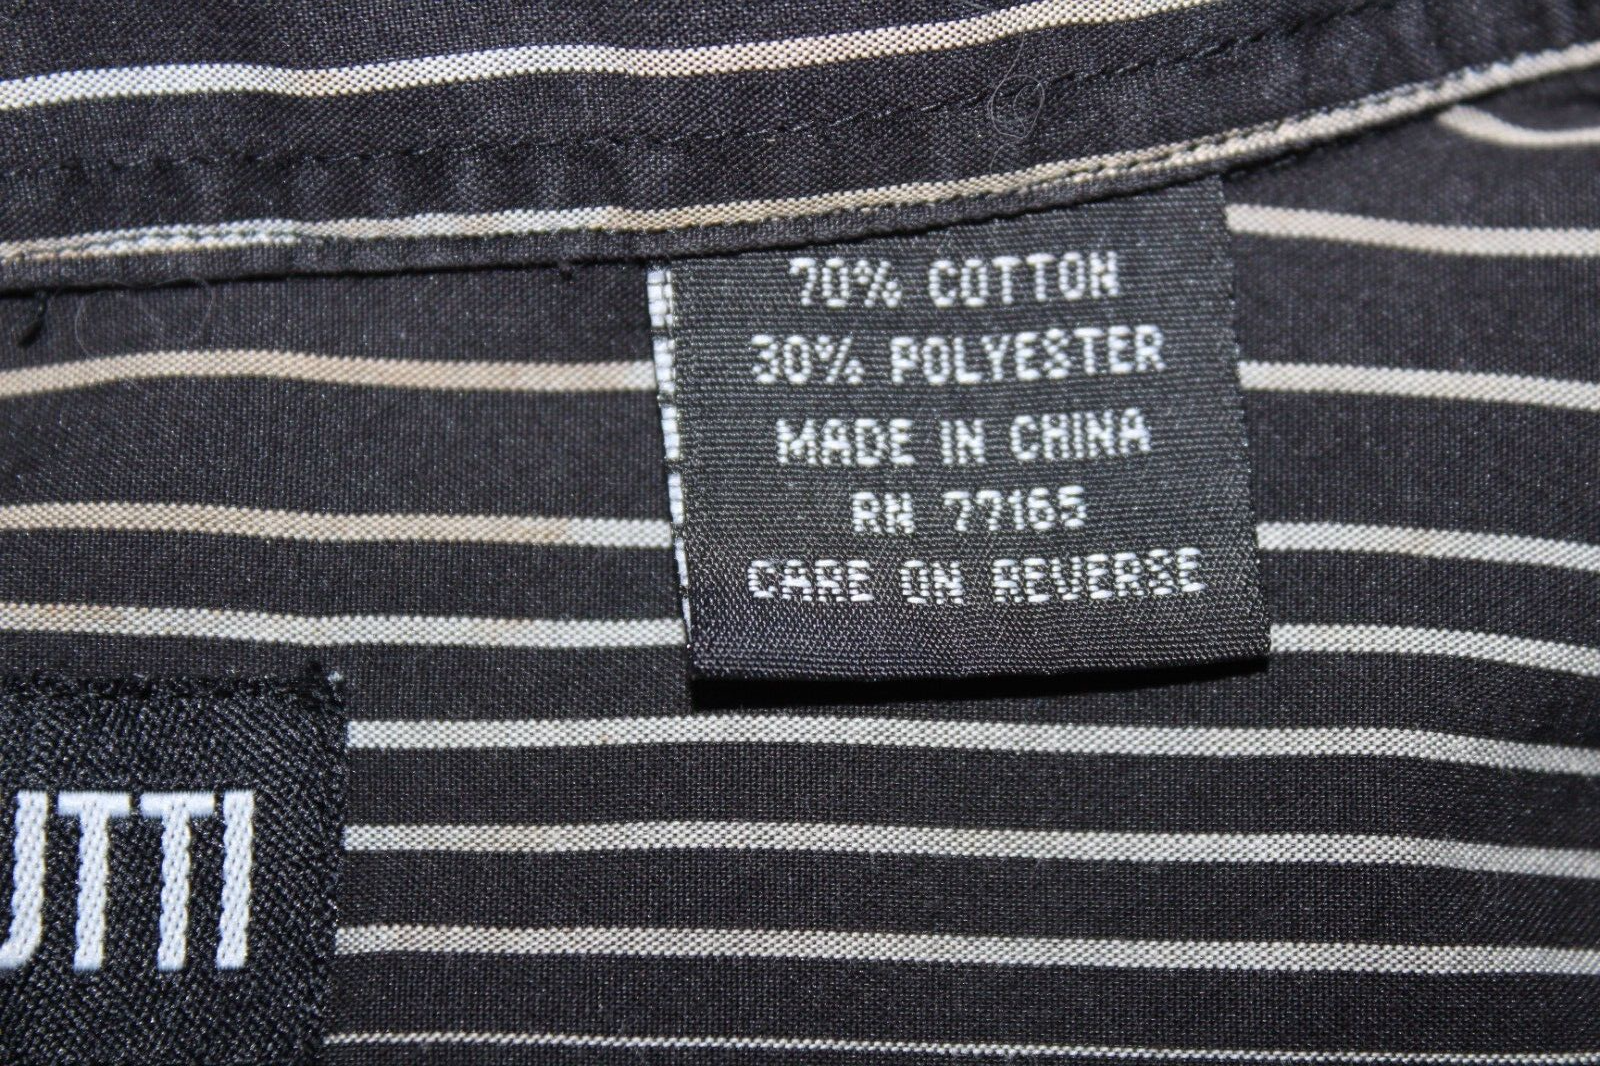 70% COTTON
30% POLYESTER
MADE IN CHINA
RN 77165
CARE ON REVERSE
UTTI